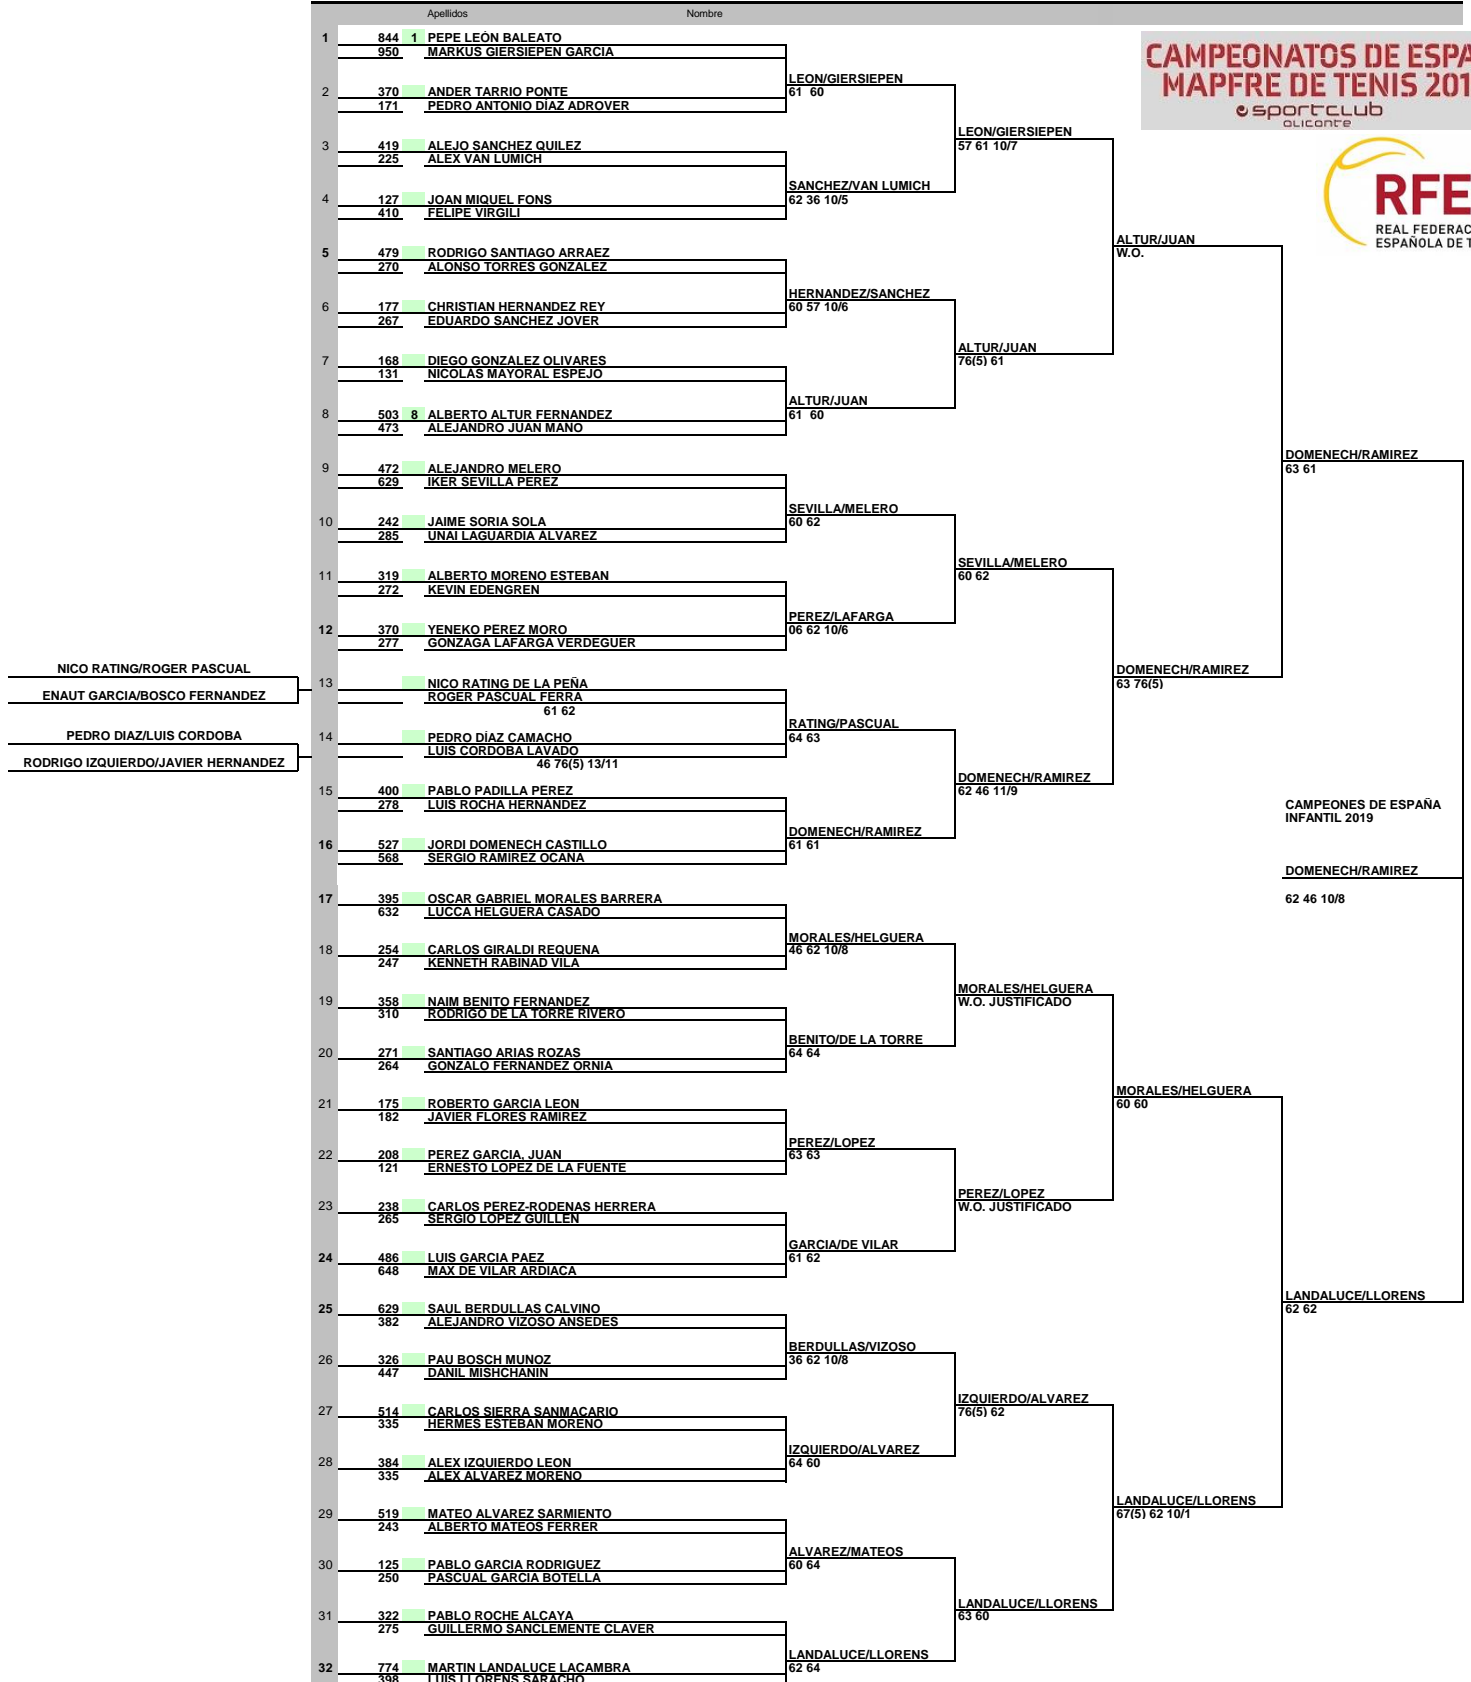 Apellidos Nombre
1 844 1 PEPE LEÓN BALEATO
950 MARKUS GIERSIEPEN GARCIA
CAMPEONATOS DE ESPA
MAPFRE DE TENIS 201
esportclub
alicante
LEON/GIERSIEPEN
2 370 ANDER TARRIO PONTE 61 60
171 PEDRO ANTONIO DÍAZ ADROVER
LEON/GIERSIEPEN
3 419 ALEJO SANCHEZ QUILEZ 57 61 10/7
225 ALEX VAN LUMICH
SANCHEZ/VAN LUMICH
4 127 JOAN MIQUEL FONS 62 36 10/5
410 FELIPE VIRGILI
RFE
REAL FEDERAC
ESPAÑOLA DE T
ALTUR/JUAN
5 479 RODRIGO SANTIAGO ARRAEZ W.O.
270 ALONSO TORRES GONZALEZ
HERNANDEZ/SANCHEZ
6 177 CHRISTIAN HERNANDEZ REY 60 57 10/6
267 EDUARDO SANCHEZ JOVER
ALTUR/JUAN
7 168 DIEGO GONZÁLEZ OLIVARES 76(5) 61
131 NICOLÁS MAYORAL ESPEJO
ALTUR/JUAN
8 503 8 ALBERTO ALTUR FERNANDEZ 61 60
473 ALEJANDRO JUAN MANO
DOMENECH/RAMIREZ
9 472 ALEJANDRO MELERO 63 61
629 IKER SEVILLA PEREZ
SEVILLA/MELERO
10 242 JAIME SORIA SOLA 60 62
285 UNAI LAGUARDIA ALVAREZ
SEVILLA/MELERO
11 319 ALBERTO MORENO ESTEBAN 60 62
272 KEVIN EDENGREN
PEREZ/LAFARGA
12 370 YENEKO PEREZ MORO 06 62 10/6
277 GONZAGA LAFARGA VERDEGUER
NICO RATING/ROGER PASCUAL DOMENECH/RAMIREZ
13 NICO RATING DE LA PEÑA 63 76(5)
ENAUT GARCIA/BOSCO FERNANDEZ ROGER PASCUAL FERRA
61 62
RATING/PASCUAL
PEDRO DIAZ/LUIS CORDOBA 14 PEDRO DÍAZ CAMACHO 64 63
LUIS CORDOBA LAVADO
RODRIGO IZQUIERDO/JAVIER HERNANDEZ 46 76(5) 13/11
DOMENECH/RAMIREZ
15 400 PABLO PADILLA PEREZ 62 46 11/9
278 LUIS ROCHA HERNÁNDEZ CAMPEONES DE ESPAÑA
INFANTIL 2019
DOMENECH/RAMIREZ
16 527 JORDI DOMENECH CASTILLO 61 61
568 SERGIO RAMIREZ OCAÑA
DOMENECH/RAMIREZ
17 395 OSCAR GABRIEL MORALES BARRERA 62 46 10/8
632 LUCCA HELGUERA CASADO
MORALES/HELGUERA
18 254 CARLOS GIRALDI REQUENA 46 62 10/8
247 KENNETH RABINAD VILA
MORALES/HELGUERA
19 358 NAIM BENITO FERNANDEZ W.O. JUSTIFICADO
310 RODRIGO DE LA TORRE RIVERO
BENITO/DE LA TORRE
20 271 SANTIAGO ARIAS ROZAS 64 64
264 GONZALO FERNANDEZ ORNIA
MORALES/HELGUERA
21 175 ROBERTO GARCIA LEON 60 60
182 JAVIER FLORES RAMIREZ
PEREZ/LOPEZ
22 208 PEREZ GARCIA, JUAN 63 63
121 ERNESTO LOPEZ DE LA FUENTE
PEREZ/LOPEZ
23 238 CARLOS PEREZ-RODENAS HERRERA W.O. JUSTIFICADO
265 SERGIO LOPEZ GUILLEN
GARCIA/DE VILAR
24 486 LUIS GARCIA PAEZ 61 62
648 MAX DE VILAR ARDIACA
LANDALUCE/LLORENS
25 629 SAUL BERDULLAS CALVINO 62 62
382 ALEJANDRO VIZOSO ANSEDES
BERDULLAS/VIZOSO
26 326 PAU BOSCH MUNOZ 36 62 10/8
447 DANIL MISHCHANIN
IZQUIERDO/ALVAREZ
27 514 CARLOS SIERRA SANMACARIO 76(5) 62
335 HERMES ESTEBAN MORENO
IZQUIERDO/ALVAREZ
28 384 ALEX IZQUIERDO LEON 64 60
335 ALEX ALVAREZ MORENO
LANDALUCE/LLORENS
29 519 MATEO ALVAREZ SARMIENTO 67(5) 62 10/1
243 ALBERTO MATEOS FERRER
ALVAREZ/MATEOS
30 125 PABLO GARCIA RODRIGUEZ 60 64
250 PASCUAL GARCIA BOTELLA
LANDALUCE/LLORENS
31 322 PABLO ROCHE ALCAYA 63 60
275 GUILLERMO SANCLEMENTE CLAVER
LANDALUCE/LLORENS
32 774 MARTIN LANDALUCE LACAMBRA 62 64
398 LUIS LLORENS SARACHO